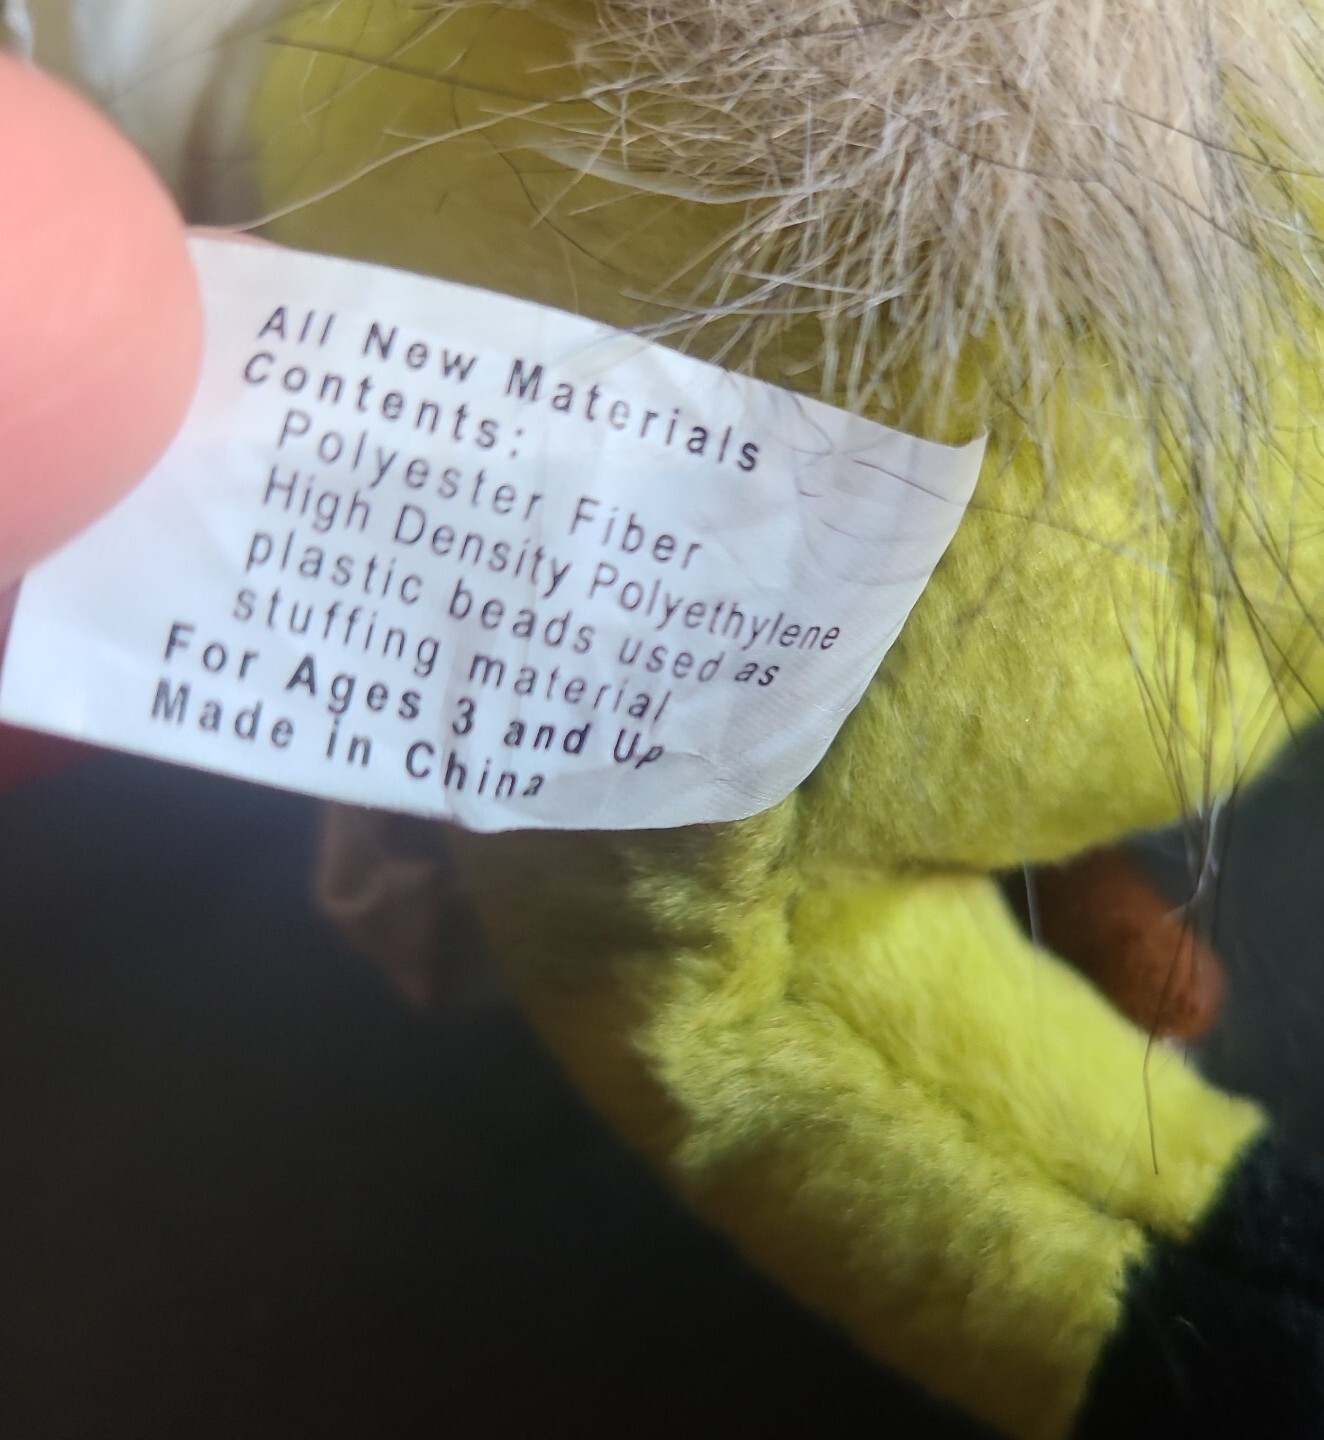 All New Materials
Contents:
Polyester Fiber
High Density Polyethylene
plastic beads used as
stuffing material
For Ages 3 and Up
Made in China